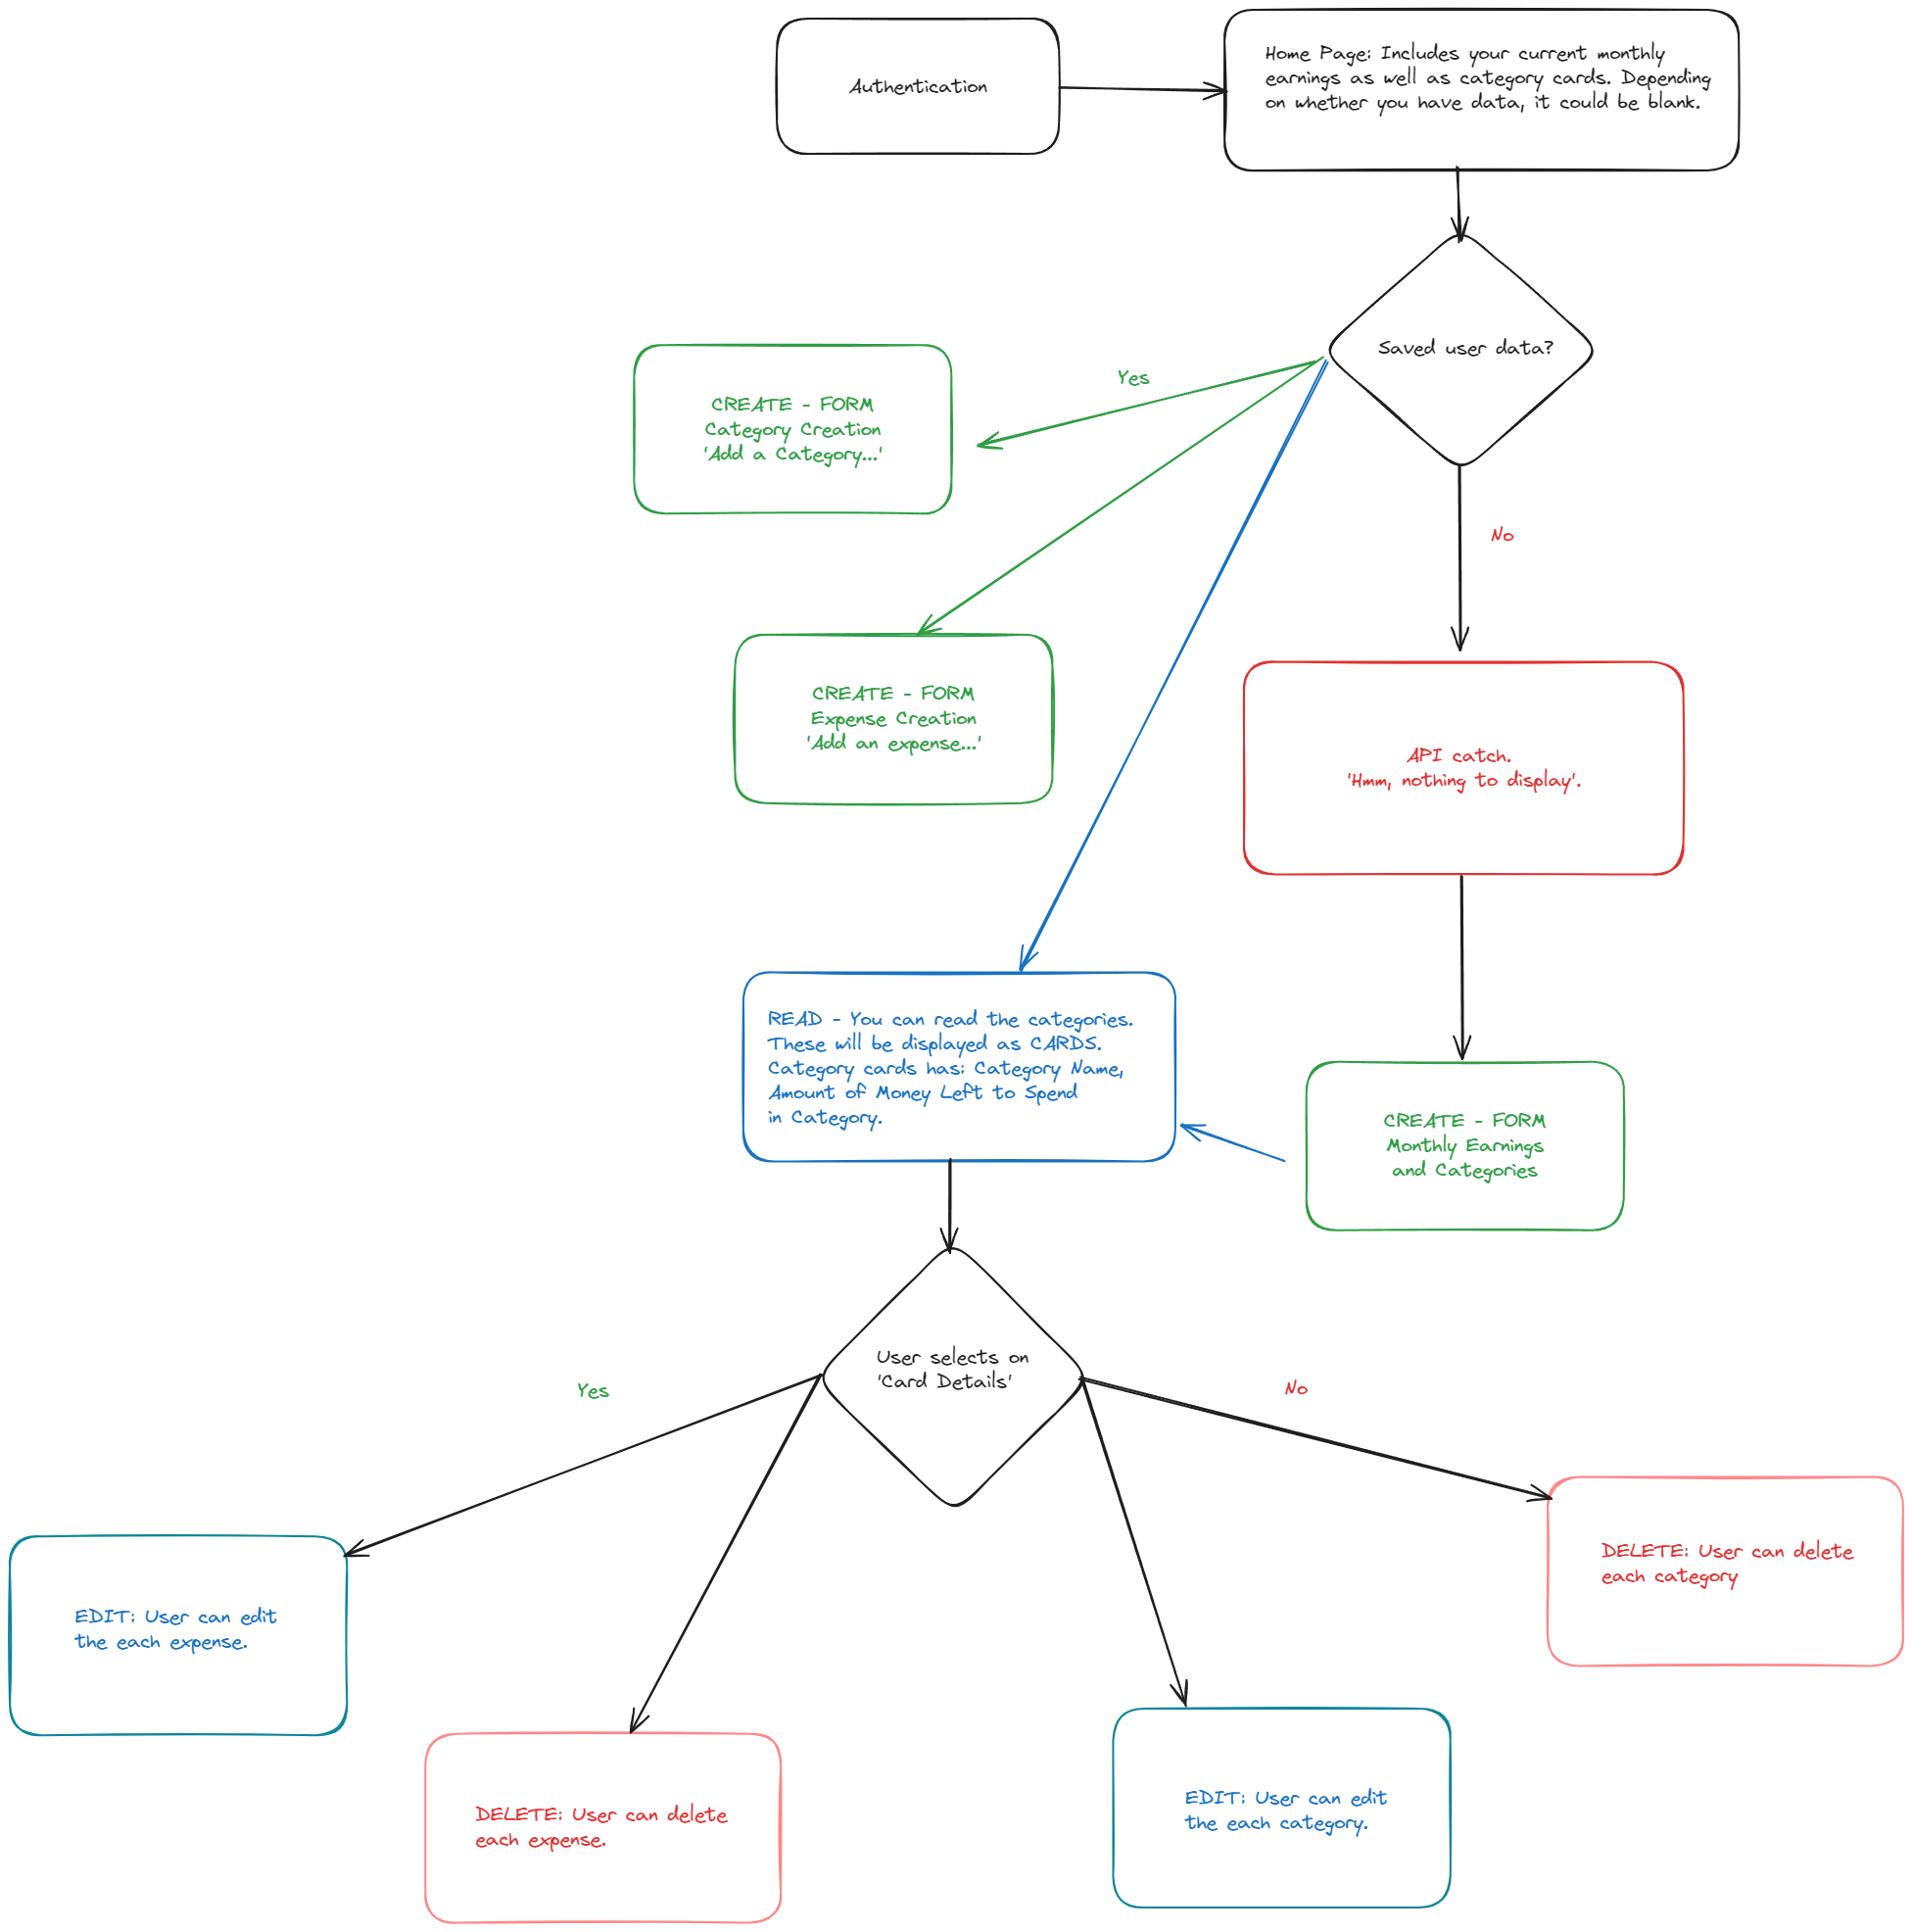 Authentication
Home Page: Includes your current monthly
earnings as well as category cards. Depending
on whether you have data, it could be blank.
Saved user data?
Yes
CREATE - FORM
Category Creation
'Add a Category...'
No
CREATE - FORM
Expense Creation
'Add an expense...'
API catch.
'Hmm, nothing to display'.
READ - You can read the categories.
These will be displayed as CARDS.
Category cards has: Category Name,
Amount of Money Left to Spend
in Category.
CREATE - FORM
Monthly Earnings
and Categories
User selects on
'Card Details'
Yes
No
DELETE: User can delete
each category
EDIT: User can edit
the each expense.
DELETE: User can delete
each expense.
EDIT: User can edit
the each category.